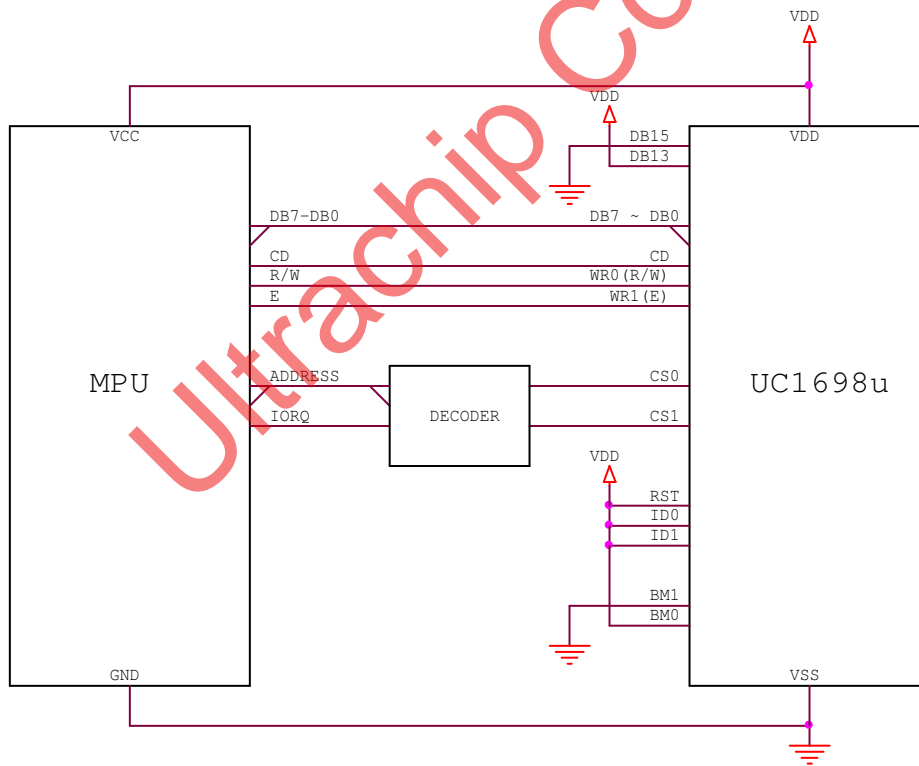 VDD
VDD
VCC
VDD
DB15
DB13
DB7-DB0
DB7 ~ DB0
CD
CD
R/W
WR0(R/W)
E
WR1(E)
MPU
UC1698u
ADDRESS
CS0
IORQ
DECODER
CS1
VDD
RST
ID0
ID1
BM1
BM0
GND
VSS
Ultrachip Co